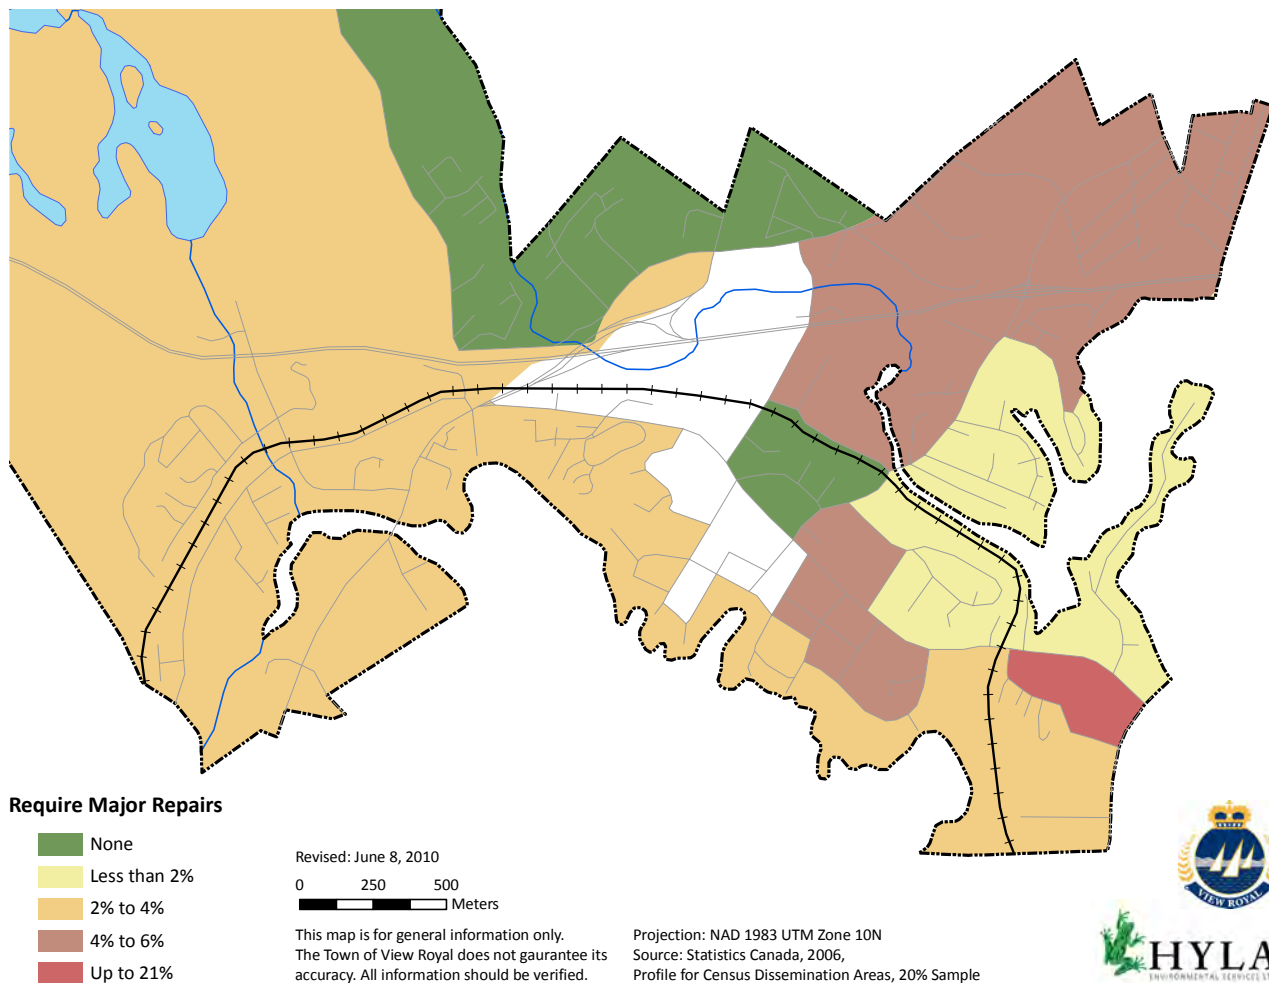 Require Major Repairs
None
Less than 2%
2% to 4%
4% to 6%
Up to 21%
Revised: June 8, 2010
0 250 500
Meters
This map is for general information only.
The Town of View Royal does not gaurantee its
accuracy. All information should be verified.
Projection: NAD 1983 UTM Zone 10N
Source: Statistics Canada, 2006,
Profile for Census Dissemination Areas, 20% Sample
VIEW ROYAL
HYLA
ENVIRONMENTAL SERVICES